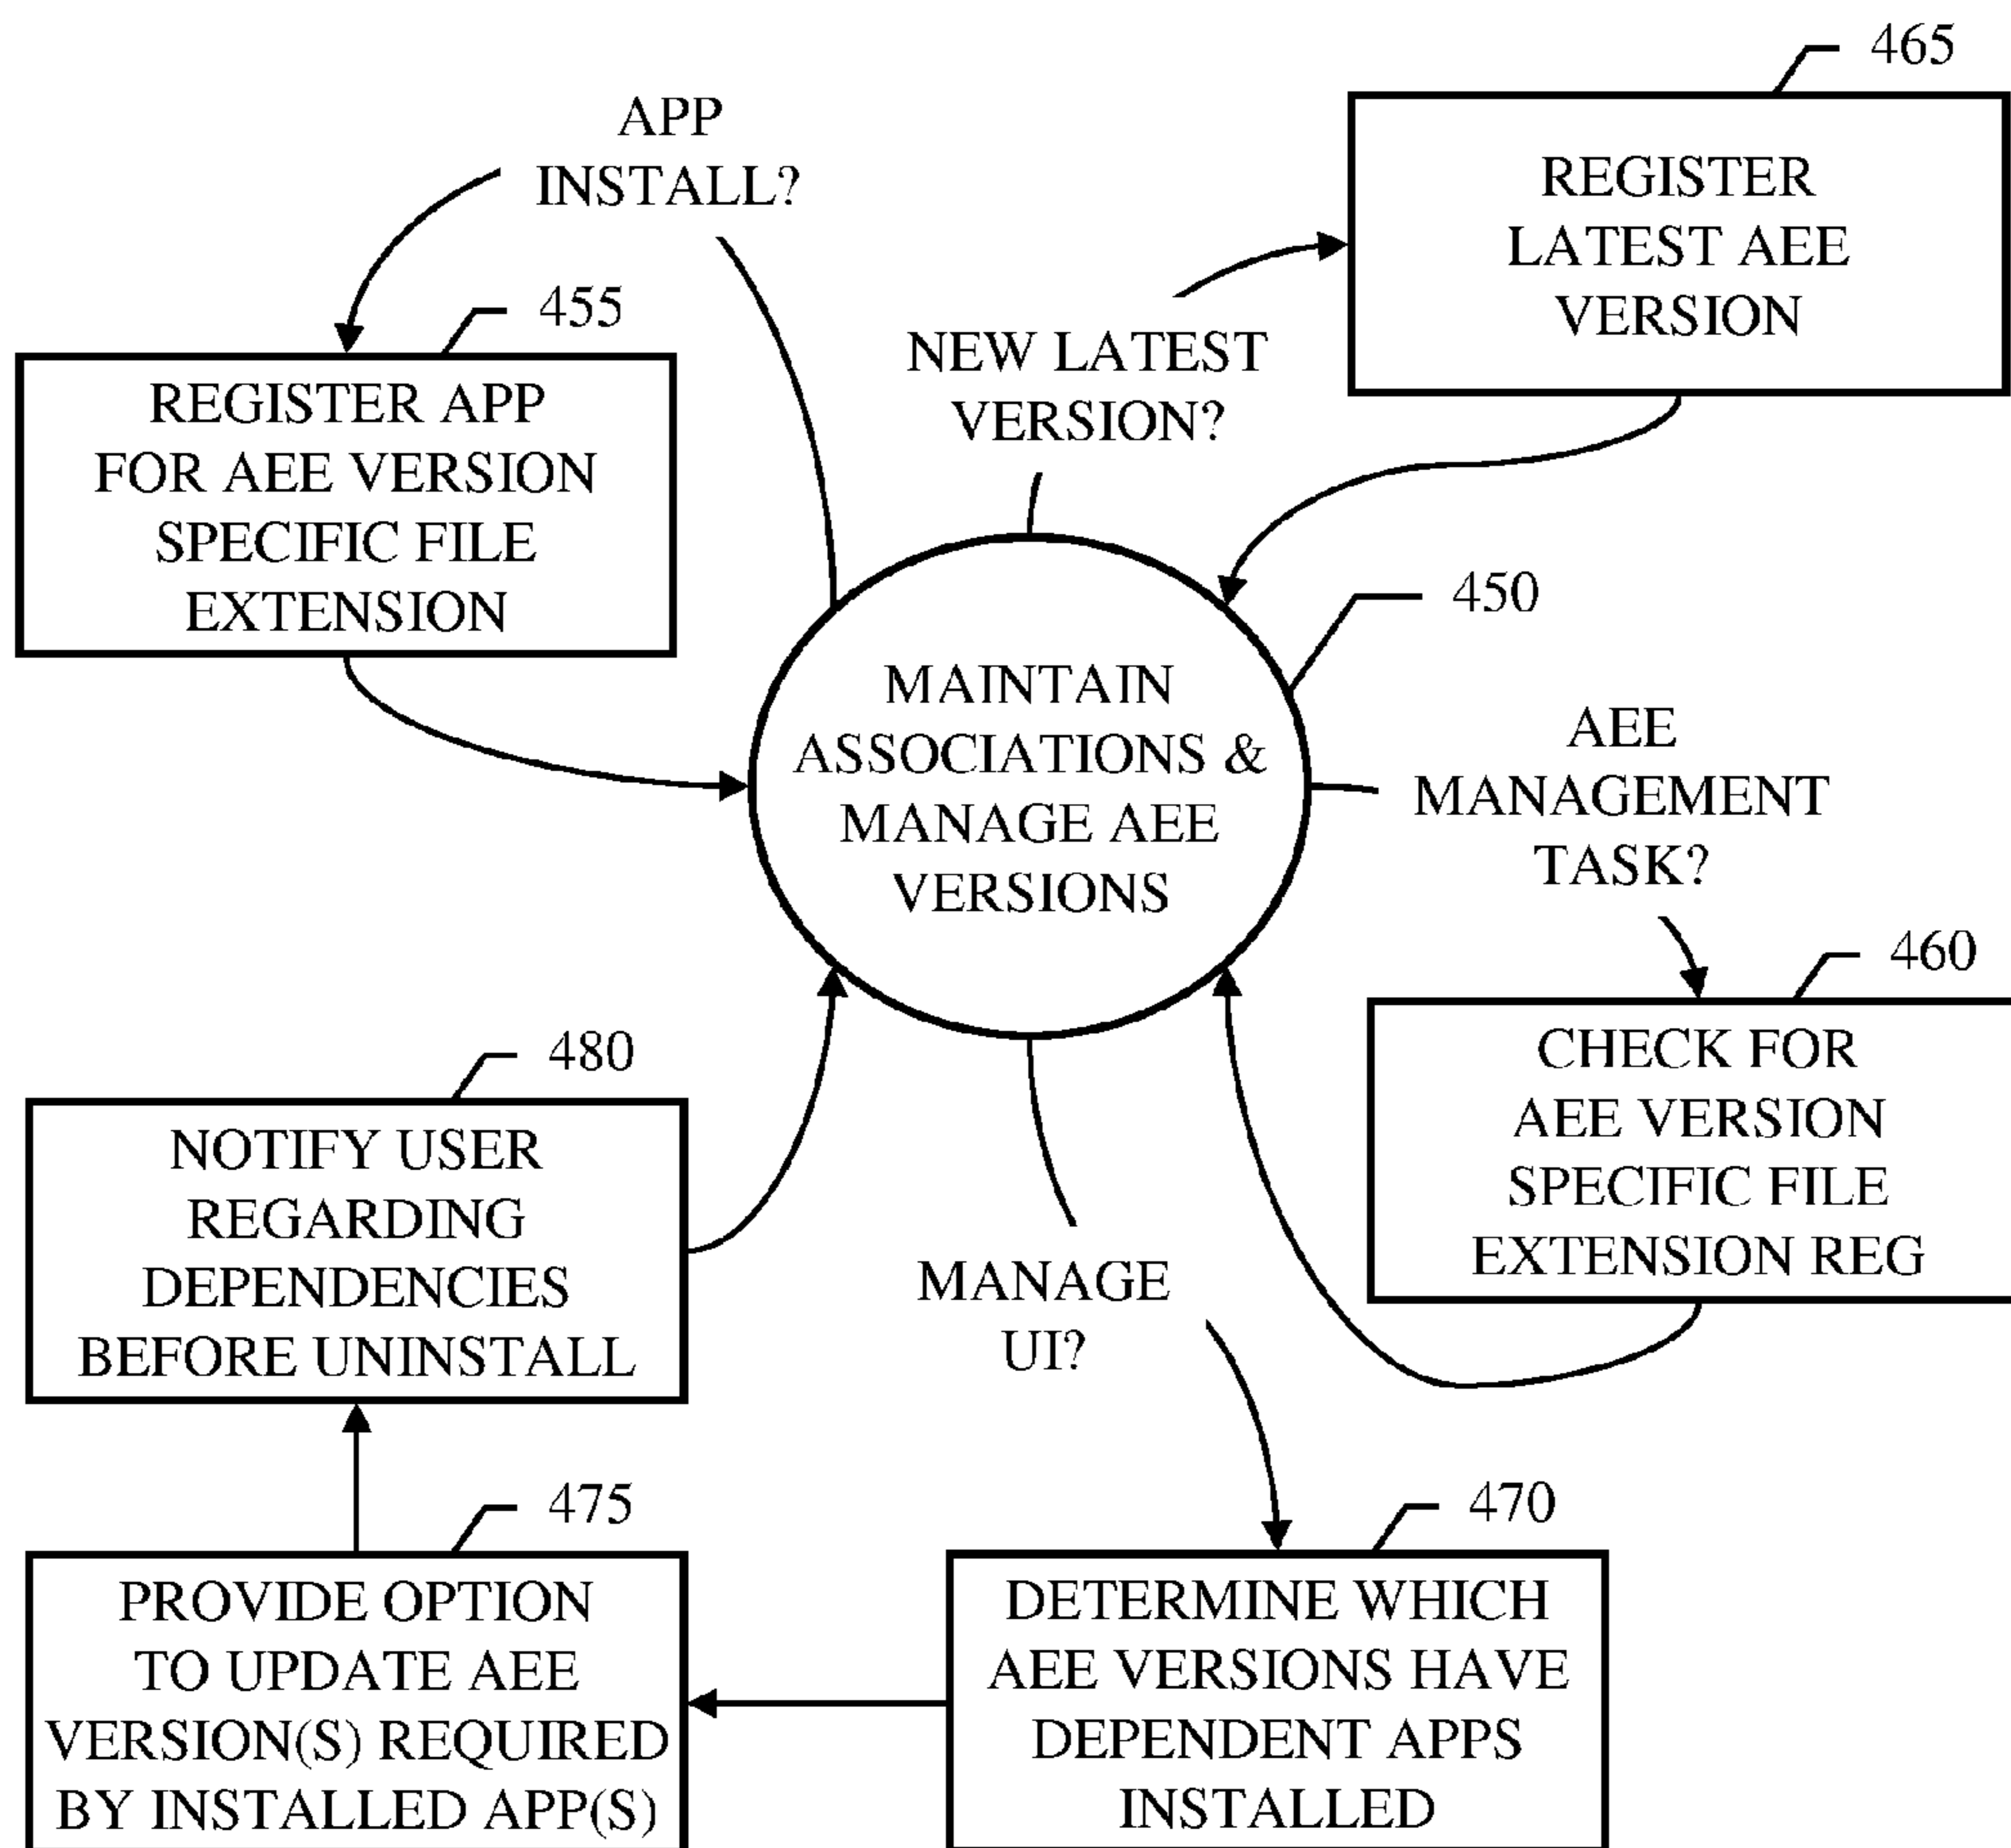 465
APP
INSTALL?
REGISTER
LATEST AEE
VERSION
455
NEW LATEST
VERSION?
REGISTER APP
FOR AEE VERSION
SPECIFIC FILE
EXTENSION
450
MAINTAIN
ASSOCIATIONS &
MANAGE AEE
VERSIONS
AEE
MANAGEMENT
TASK?
460
CHECK FOR
AEE VERSION
SPECIFIC FILE
EXTENSION REG
480
NOTIFY USER
REGARDING
DEPENDENCIES
BEFORE UNINSTALL
MANAGE
UI?
475
PROVIDE OPTION
TO UPDATE AEE
VERSION(S) REQUIRED
BY INSTALLED APP(S)
470
DETERMINE WHICH
AEE VERSIONS HAVE
DEPENDENT APPS
INSTALLED